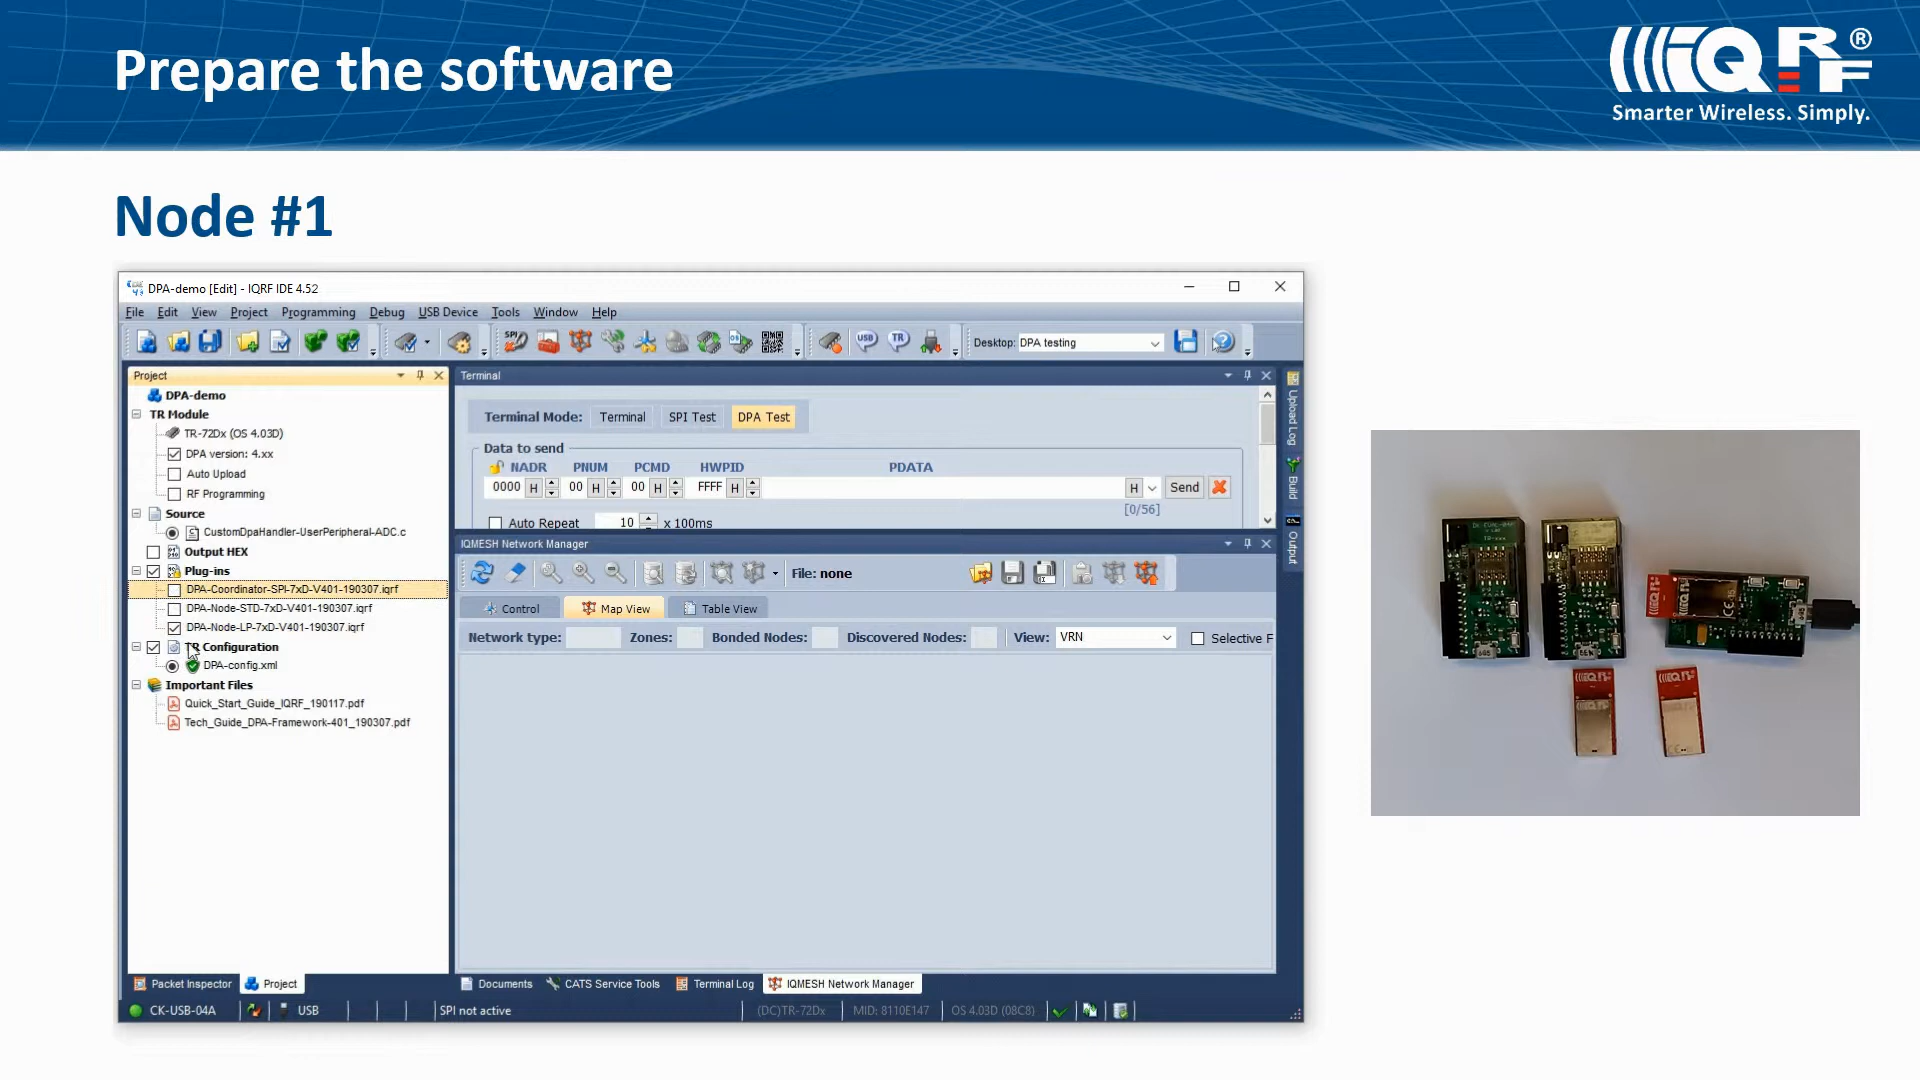 Prepare the software
IQRF®
Smarter Wireless. Simply.
Node #1
DPA-demo [Edit] - IQRF IDE 4.52
File Edit View Project Programming Debug USB Device Tools Window Help
SPI USB TR Desktop: DPA testing
Project
DPA-demo
TR Module
TR-72Dx (OS 4.03D)
DPA version: 4.xx
Auto Upload
RF Programming
Source
CustomDpaHandler-UserPeripheral-ADC.c
Output HEX
Plug-ins
DPA-Coordinator-SPI-7xD-V401-190307.iqrf
DPA-Node-STD-7xD-V401-190307.iqrf
DPA-Node-LP-7xD-V401-190307.iqrf
TR Configuration
DPA-config.xml
Important Files
Quick_Start_Guide_IQRF_190117.pdf
Tech_Guide_DPA-Framework-401_190307.pdf
Terminal
Terminal Mode: Terminal SPI Test DPA Test
Data to send
NADR PNUM PCMD HWPID PDATA
0000 H 00 H 00 H FFFF H H Send
[0/56]
Auto Repeat 10 x 100ms
IQMESH Network Manager
File: none
Control Map View Table View
Network type: Zones: Bonded Nodes: Discovered Nodes: View: VRN Selective F
Upload Log
Build
Output
Packet Inspector Project Documents CATS Service Tools Terminal Log IQMESH Network Manager
CK-USB-04A USB SPI not active (DC)TR-72Dx MID: 8110E147 OS 4.03D (08C8)
IQRF
IQRF